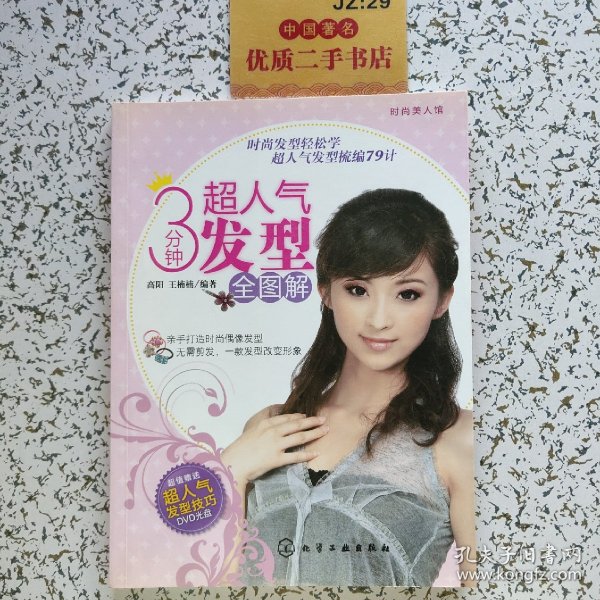 JZ:29
中国著名
优质二手书店
时尚美人馆
时尚发型轻松学
超人气发型梳编79计
3分钟
超人气
发型
全图解
高阳 王楠楠/编著
亲手打造时尚偶像发型
无需剪发，一款发型改变形象
超值赠送
超人气
发型技巧
DVD光盘
化学工业出版社
孔夫子旧书网
www.kongfz.com